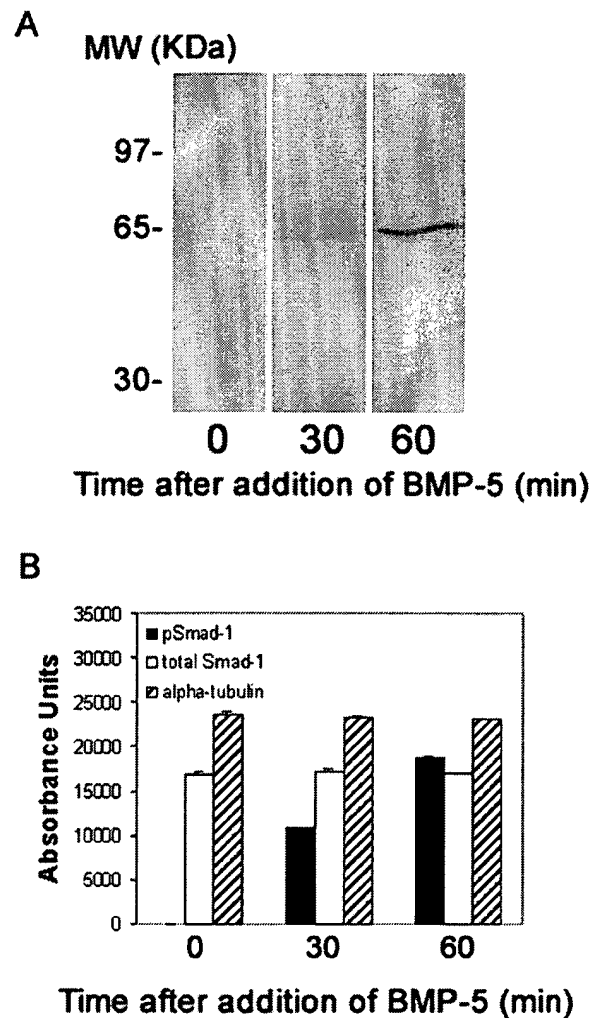 A
MW (KDa)
97-
65-
30-
0 30 60
Time after addition of BMP-5 (min)
B
35000
30000
25000
20000
15000
10000
5000
0
Absorbance Units
pSmad-1
total Smad-1
alpha-tubulin
0 30 60
Time after addition of BMP-5 (min)